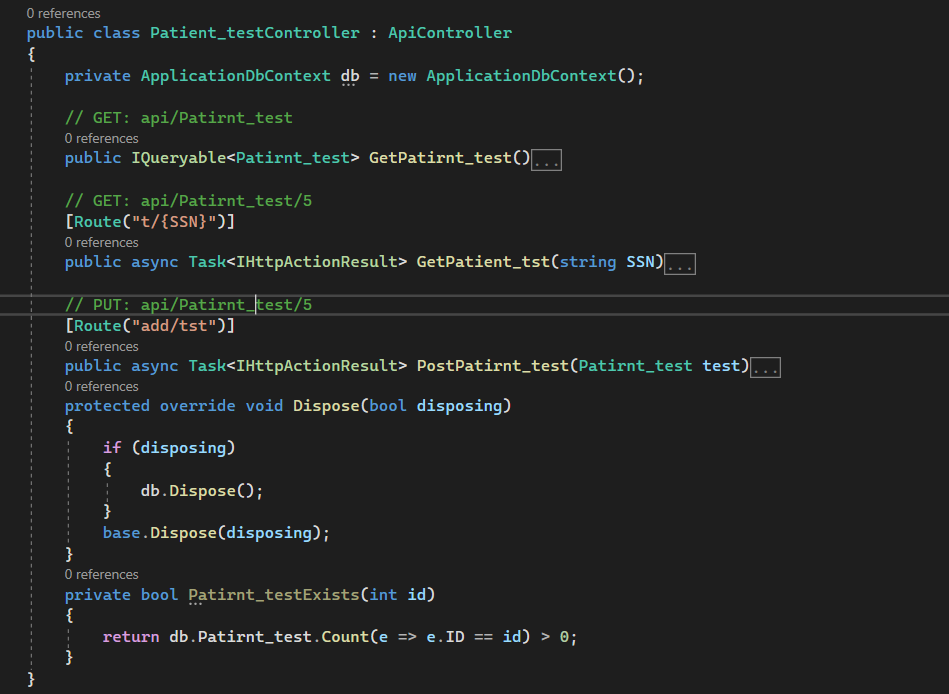 0 references
public class Patient_testController : ApiController
{
private ApplicationDbContext db = new ApplicationDbContext();
// GET: api/Patirnt_test
0 references
public IQueryable<Patirnt_test> GetPatirnt_test()...
// GET: api/Patirnt_test/5
[Route("t/{SSN}")]
0 references
public async Task<IHttpActionResult> GetPatient_tst(string SSN)...
// PUT: api/Patirnt_test/5
[Route("add/tst")]
0 references
public async Task<IHttpActionResult> PostPatirnt_test(Patirnt_test test)...
0 references
protected override void Dispose(bool disposing)
{
if (disposing)
{
db.Dispose();
}
base.Dispose(disposing);
}
0 references
private bool Patirnt_testExists(int id)
{
return db.Patirnt_test.Count(e => e.ID == id) > 0;
}
}